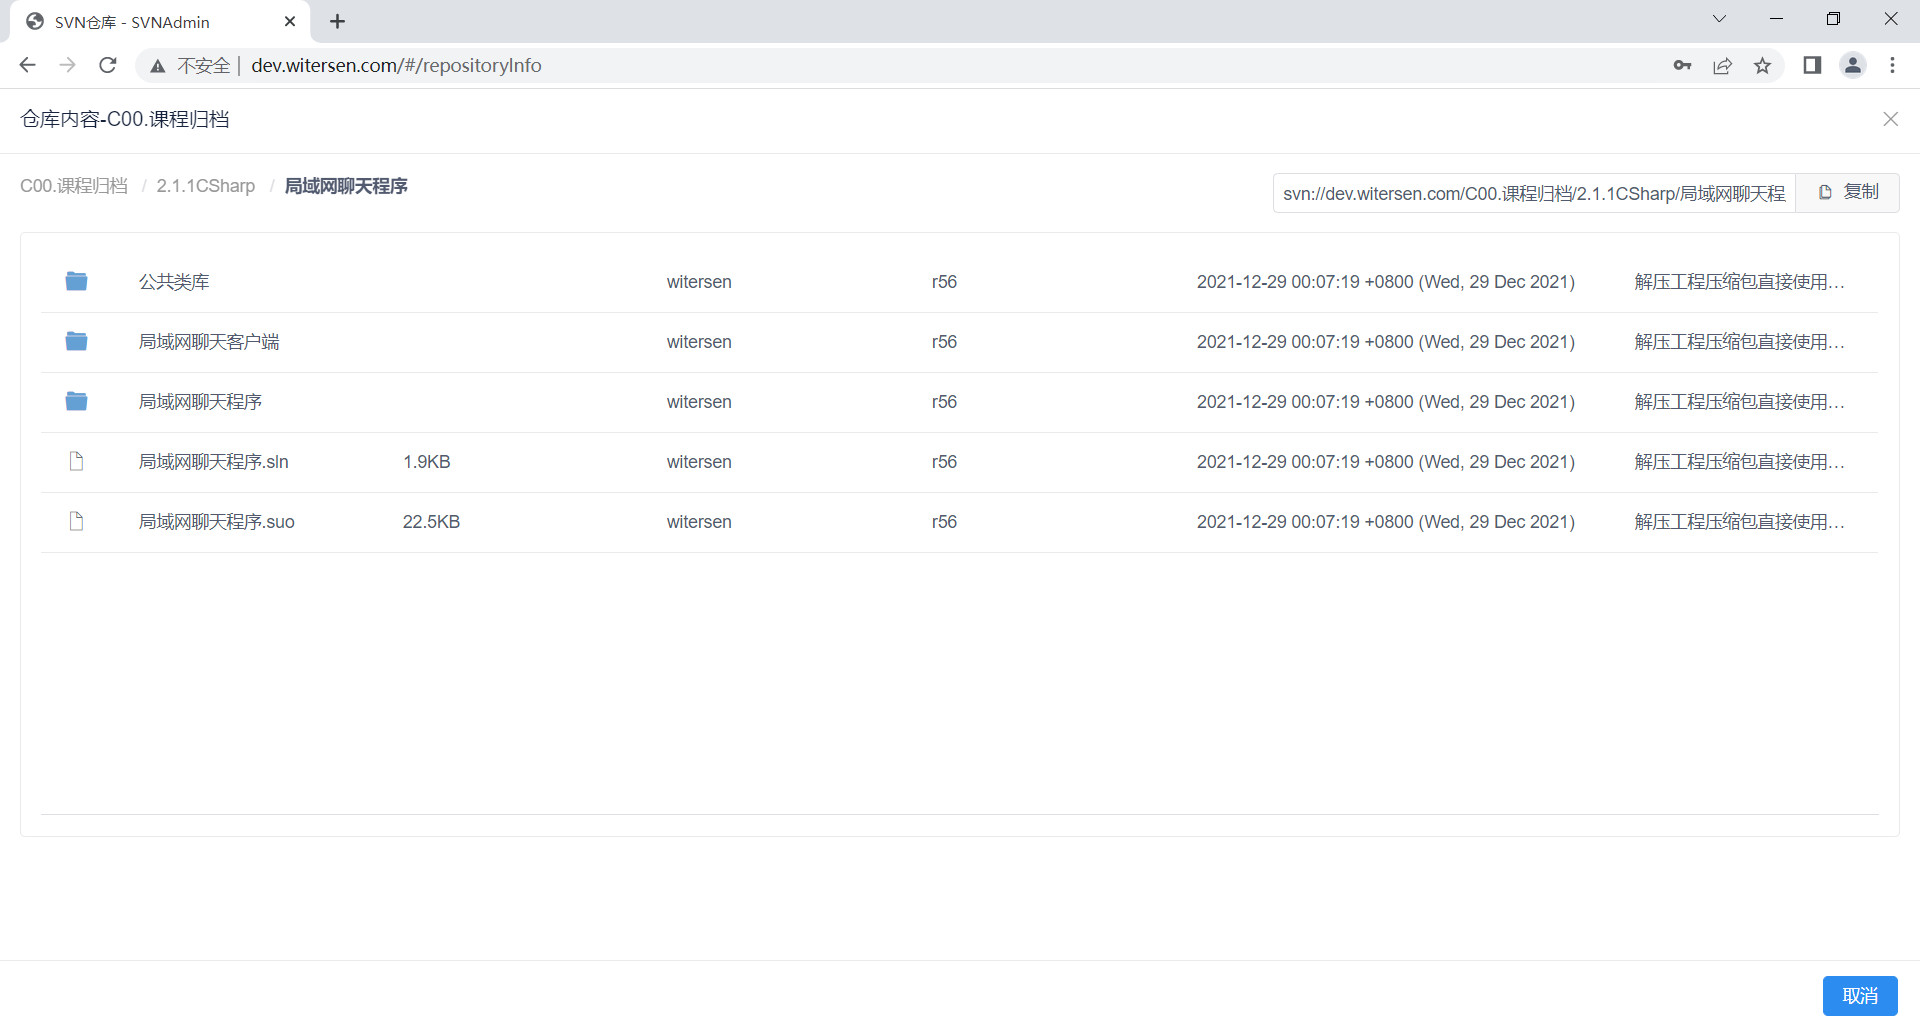 SVN仓库 - SVNAdmin
不安全 | dev.witersen.com/#/repositoryInfo
仓库内容-C00.课程归档
C00.课程归档 / 2.1.1CSharp / 局域网聊天程序
svn://dev.witersen.com/C00.课程归档/2.1.1CSharp/局域网聊天程 复制
公共类库 witersen r56 2021-12-29 00:07:19 +0800 (Wed, 29 Dec 2021) 解压工程压缩包直接使用…
局域网聊天客户端 witersen r56 2021-12-29 00:07:19 +0800 (Wed, 29 Dec 2021) 解压工程压缩包直接使用…
局域网聊天程序 witersen r56 2021-12-29 00:07:19 +0800 (Wed, 29 Dec 2021) 解压工程压缩包直接使用…
局域网聊天程序.sln 1.9KB witersen r56 2021-12-29 00:07:19 +0800 (Wed, 29 Dec 2021) 解压工程压缩包直接使用…
局域网聊天程序.suo 22.5KB witersen r56 2021-12-29 00:07:19 +0800 (Wed, 29 Dec 2021) 解压工程压缩包直接使用…
取消